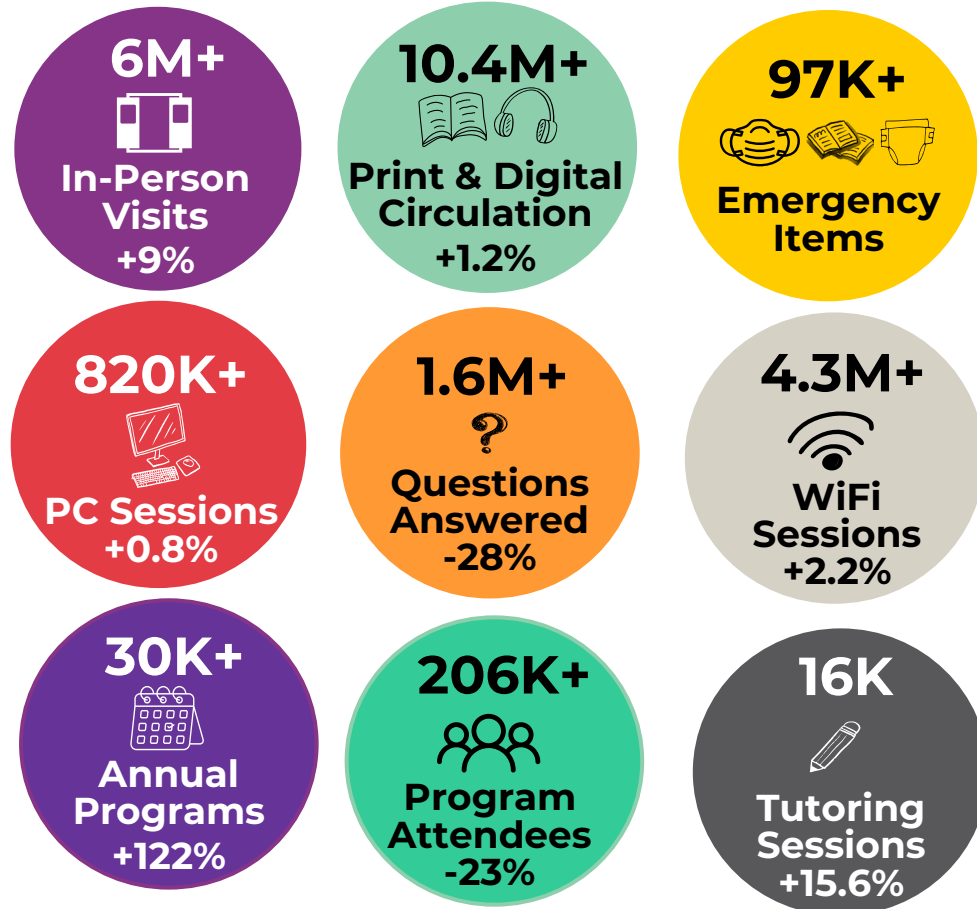 6M+
In-Person
Visits
+9%
10.4M+
Print & Digital
Circulation
+1.2%
97K+
Emergency
Items
820K+
PC Sessions
+0.8%
1.6M+
?
Questions
Answered
-28%
4.3M+
WiFi
Sessions
+2.2%
30K+
Annual
Programs
+122%
206K+
Program
Attendees
-23%
16K
Tutoring
Sessions
+15.6%